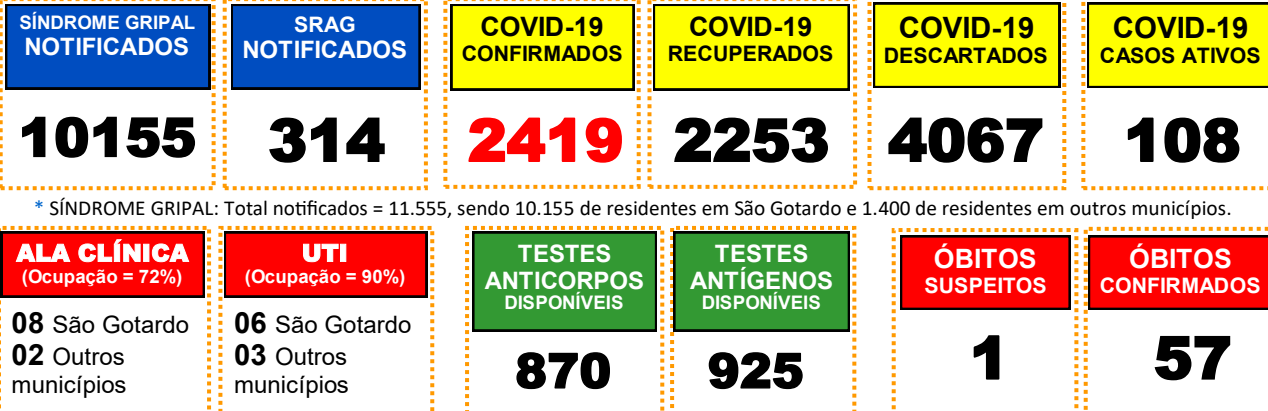 SÍNDROME GRIPAL
NOTIFICADOS
10155
SRAG
NOTIFICADOS
314
COVID-19
CONFIRMADOS
2419
COVID-19
RECUPERADOS
2253
COVID-19
DESCARTADOS
4067
COVID-19
CASOS ATIVOS
108
* SÍNDROME GRIPAL: Total notificados = 11.555, sendo 10.155 de residentes em São Gotardo e 1.400 de residentes em outros municípios.
ALA CLÍNICA
(Ocupação = 72%)
08 São Gotardo
02 Outros
municípios
UTI
(Ocupação = 90%)
06 São Gotardo
03 Outros
municípios
TESTES
ANTICORPOS
DISPONÍVEIS
870
TESTES
ANTÍGENOS
DISPONÍVEIS
925
ÓBITOS
SUSPEITOS
1
ÓBITOS
CONFIRMADOS
57